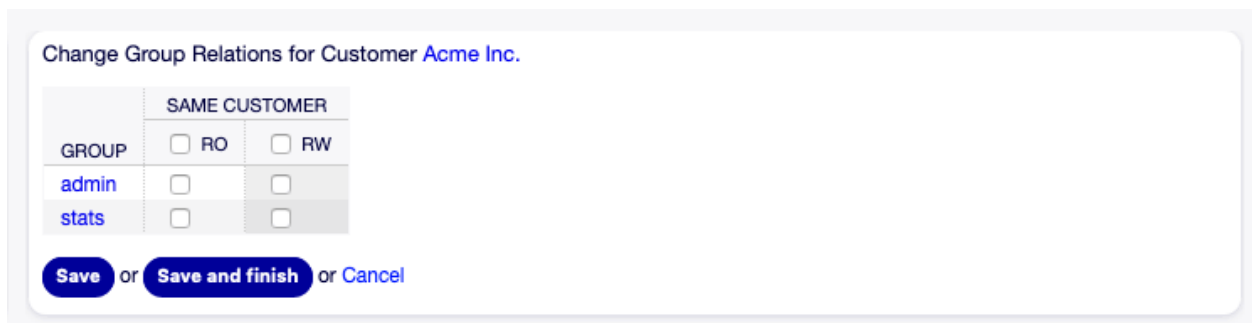 Change Group Relations for Customer Acme Inc.
SAME CUSTOMER
GROUP RO RW
admin
stats
Save or Save and finish or Cancel